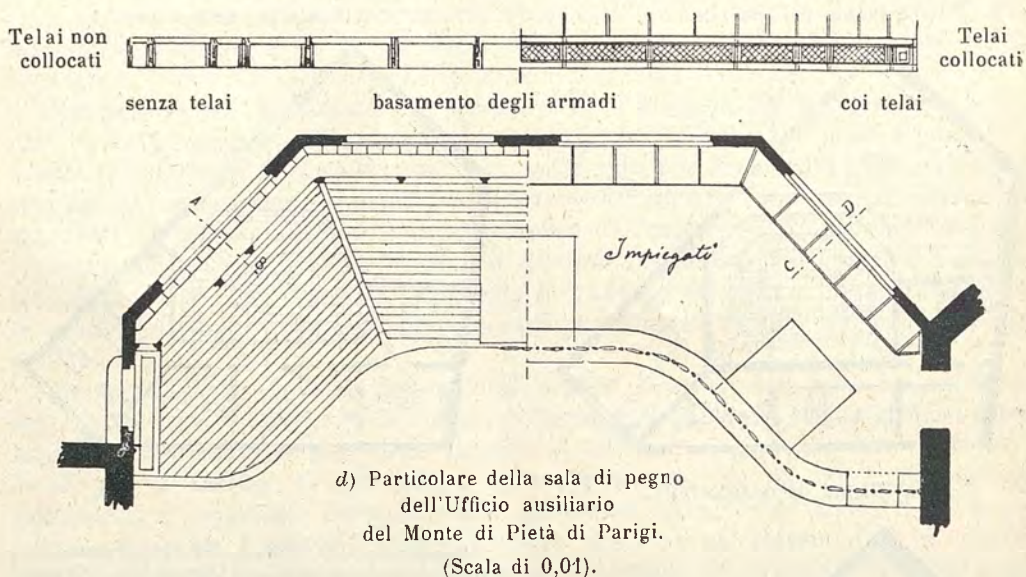 Telai non
collocati
Telai
collocati
senza telai
basamento degli armadi
coi telai
A
B
D
C
Impiegati
d) Particolare della sala di pegno
dell'Ufficio ausiliario
del Monte di Pietà di Parigi.
(Scala di 0,01).